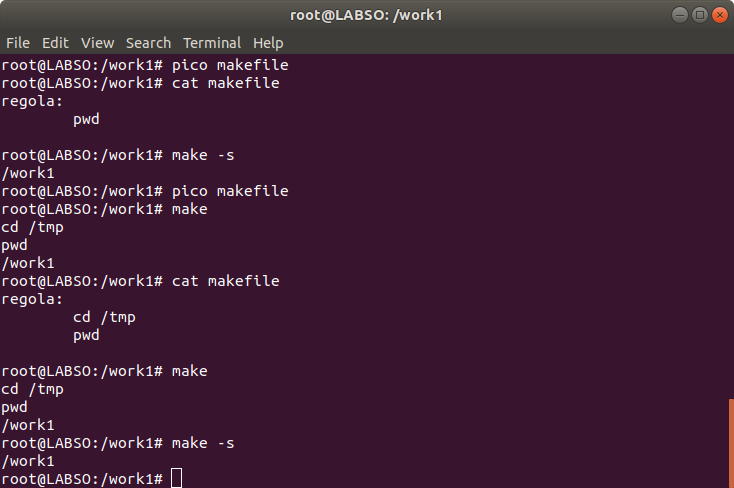 root@LABSO: /work1
File Edit View Search Terminal Help
root@LABSO:/work1# pico makefile
root@LABSO:/work1# cat makefile
regola:
        pwd
root@LABSO:/work1# make -s
/work1
root@LABSO:/work1# pico makefile
root@LABSO:/work1# make
cd /tmp
pwd
/work1
root@LABSO:/work1# cat makefile
regola:
        cd /tmp
        pwd
root@LABSO:/work1# make
cd /tmp
pwd
/work1
root@LABSO:/work1# make -s
/work1
root@LABSO:/work1#